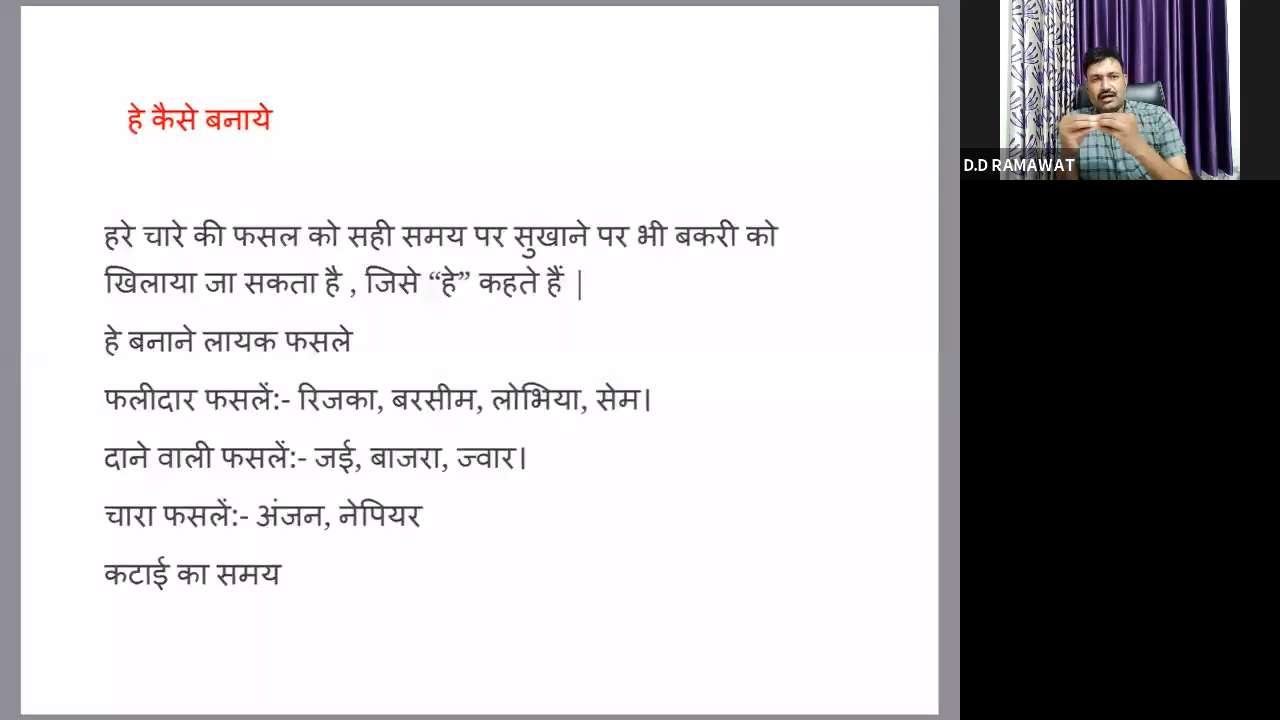 हे कैसे बनाये
हरे चारे की फसल को सही समय पर सुखाने पर भी बकरी को
खिलाया जा सकता है , जिसे “हे” कहते हैं |
हे बनाने लायक फसले
फलीदार फसलें:- रिजका, बरसीम, लोभिया, सेम।
दाने वाली फसलें:- जई, बाजरा, ज्वार।
चारा फसलें:- अंजन, नेपियर
कटाई का समय
D.D RAMAWAT